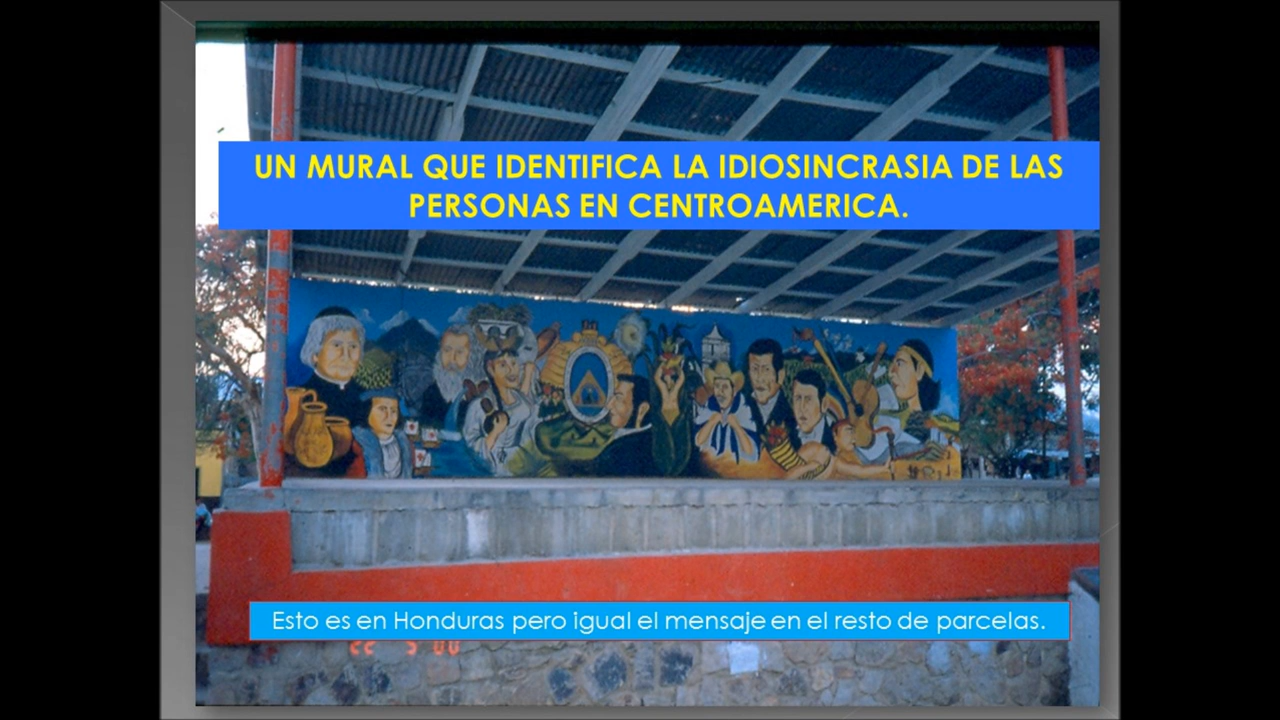 UN MURAL QUE IDENTIFICA LA IDIOSINCRASIA DE LAS
PERSONAS EN CENTROAMERICA.
Esto es en Honduras pero igual el mensaje en el resto de parcelas.